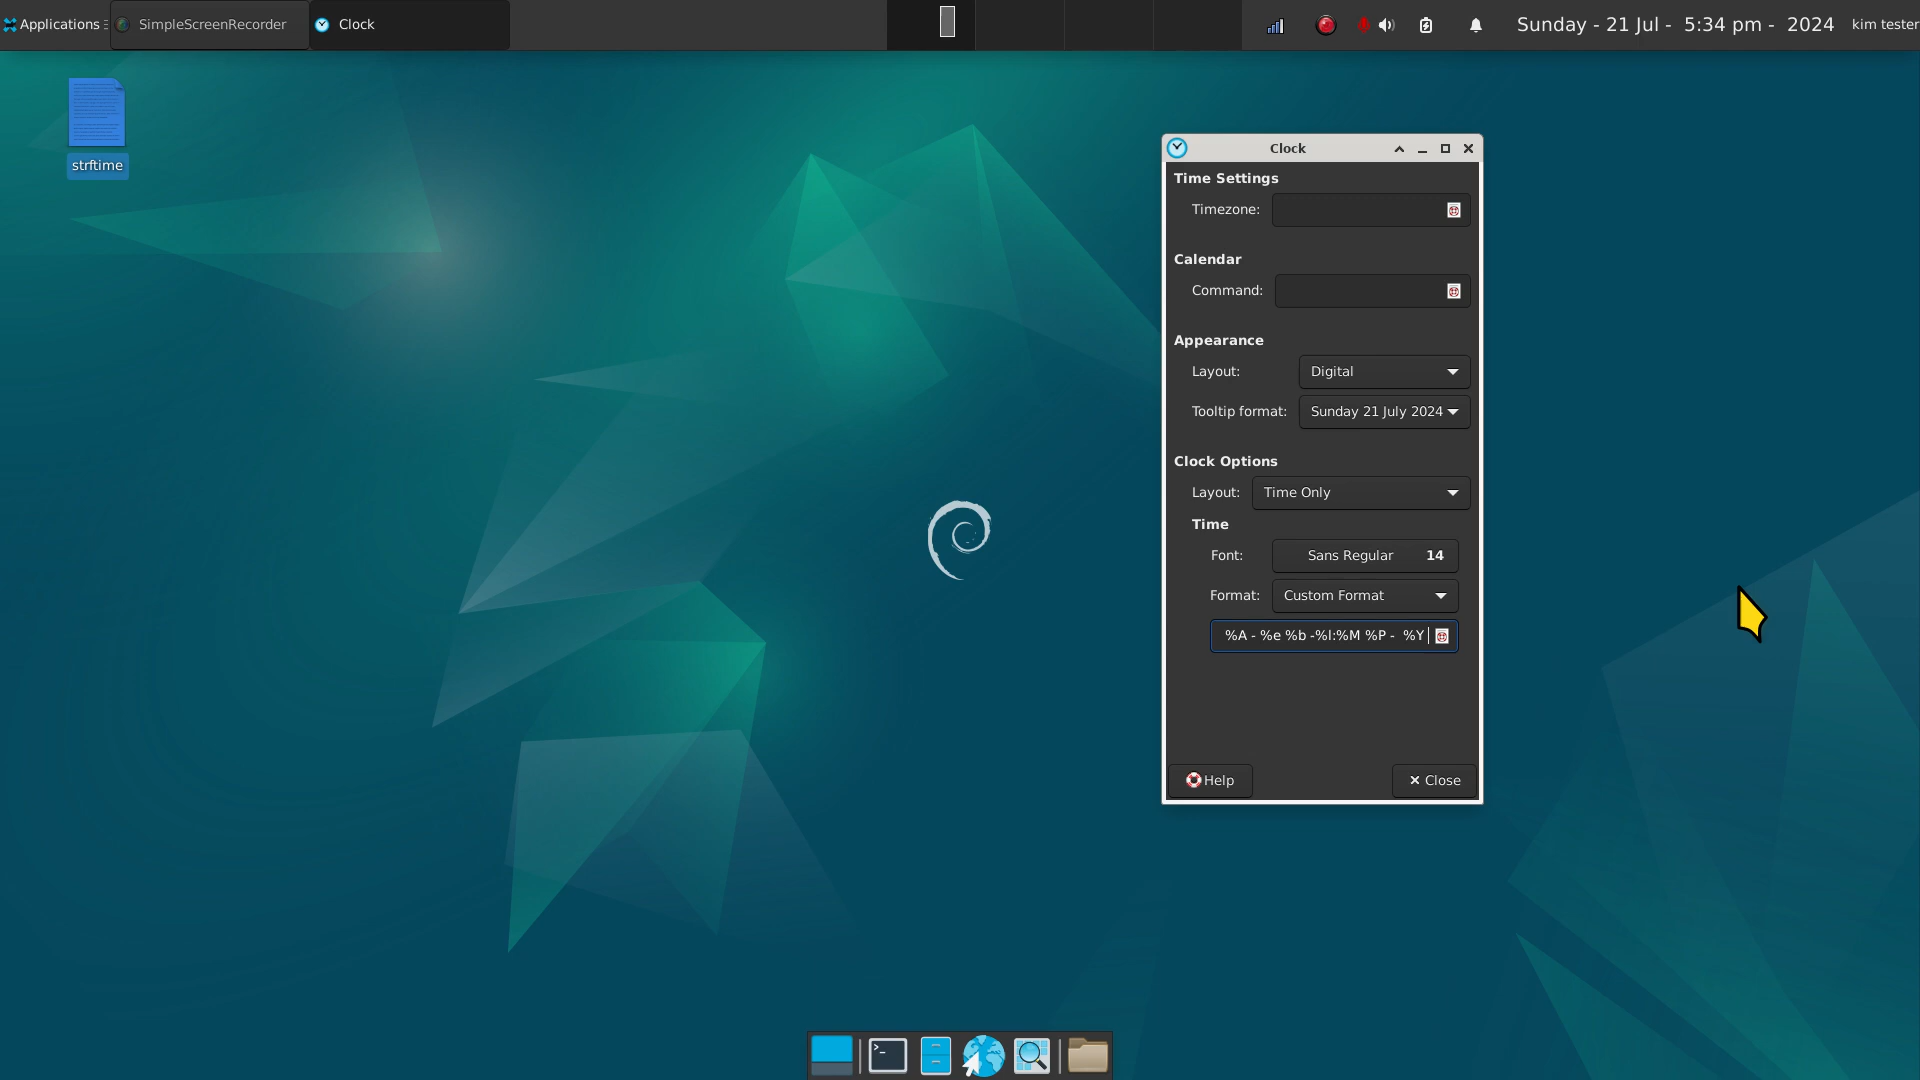 Applications
SimpleScreenRecorder
Clock
Sunday - 21 Jul -  5:34 pm -  2024
kim tester
strftime
Clock
Time Settings
Timezone:
Calendar
Command:
Appearance
Layout: Digital
Tooltip format: Sunday 21 July 2024
Clock Options
Layout: Time Only
Time
Font: Sans Regular 14
Format: Custom Format
%A - %e %b -%l:%M %P -  %Y
Help
Close